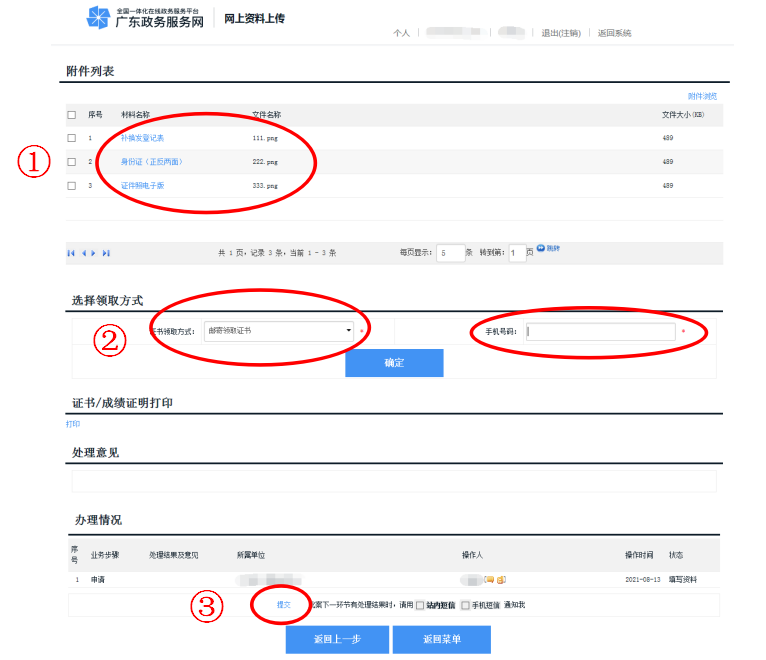 全国一体化在线政务服务平台
广东政务服务网 网上资料上传
个人 | | | 退出(注销) | 返回系统
附件列表
附件浏览
序号 材料名称 文件名称 文件大小(KB)
1 补换发登记表 111.png 489
① 2 身份证（正反两面） 222.png 489
3 证件照电子版 333.png 489
共 1 页，记录 3 条，当前 1 - 3 条 每页显示: 5 条 转到第: 1 页 跳转
选择领取方式
② 证书领取方式: 邮寄领取证书 * 手机号码: *
确定
证书/成绩证明打印
打印
处理意见
办理情况
序号 业务步骤 处理结果及意见 所属单位 操作人 操作时间 状态
1 申请 2021-08-13 填写资料
③ 提交 此案下一环节有处理结果时，请用 站内短信 手机短信 通知我
返回上一步 返回菜单